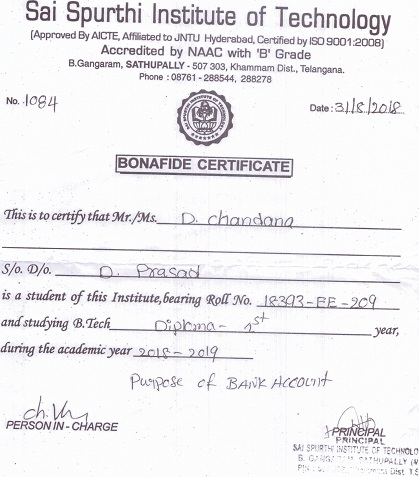 Sai Spurthi Institute of Technology
(Approved By AICTE, Affiliated to JNTU Hyderabad, Certified by ISO 9001:2008)
Accredited by NAAC with 'B' Grade
B.Gangaram, SATHUPALLY - 507 303, Khammam Dist., Telangana.
Phone : 08761 - 288544, 288278
No. 1084 Date : 31/8/2018
BONAFIDE CERTIFICATE
This is to certify that Mr./Ms. D. chandana
S/o. D/o. D. Prasad
is a student of this Institute, bearing Roll No. 18393-EE-209
and studying B.Tech Diploma- 1st year,
during the academic year 2018-2019
Purpose of BANK ACCOUNT
PERSON IN - CHARGE PRINCIPAL
PRINCIPAL
SAI SPURTHI INSTITUTE OF TECHNOLO
SATHUPALLY
Dist